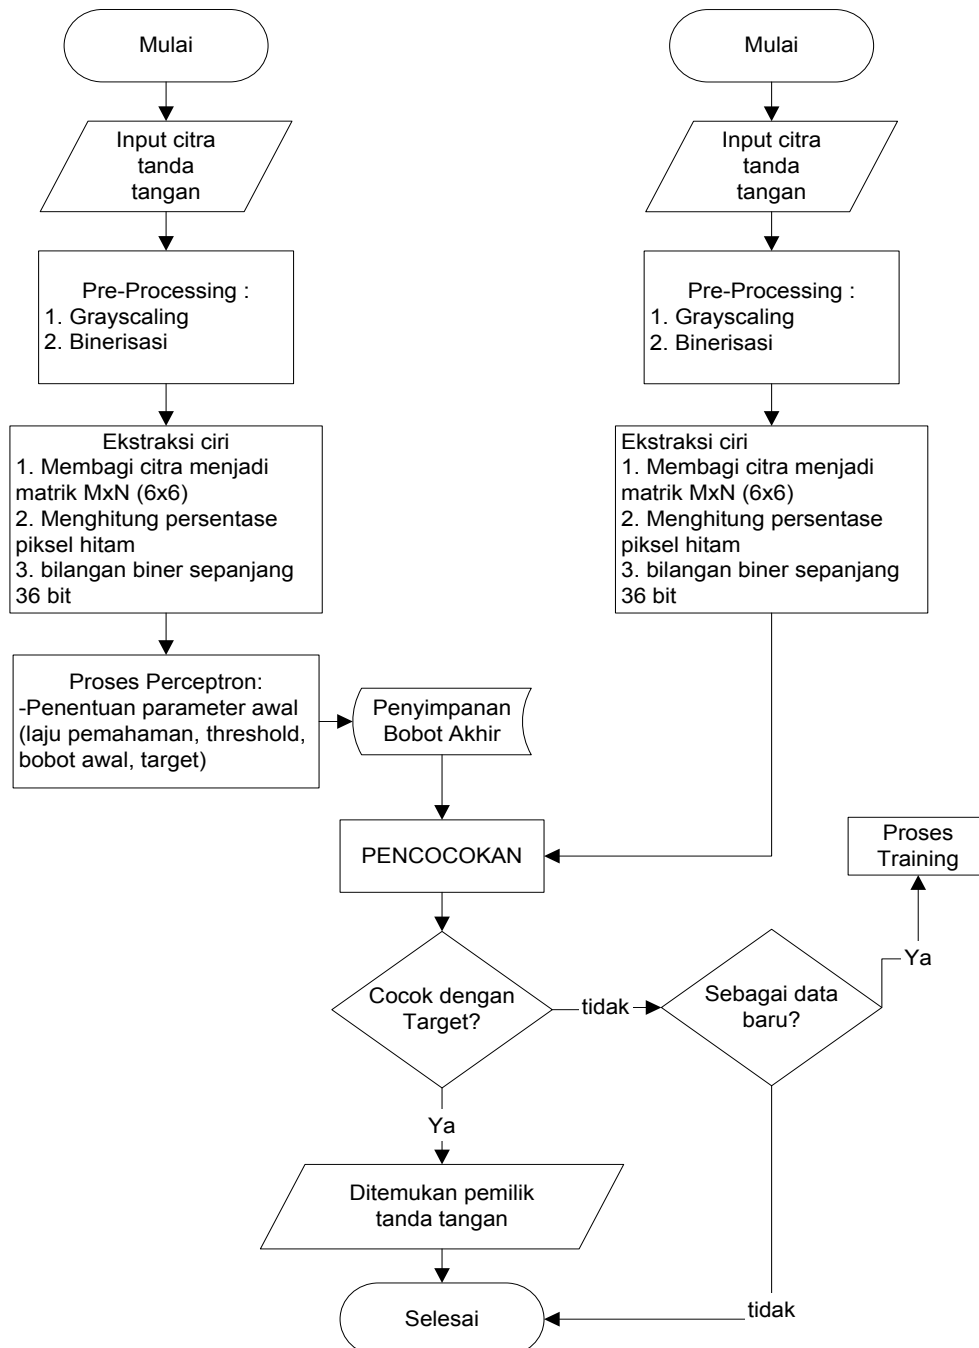 Mulai
Input citra
tanda
tangan
Pre-Processing :
1. Grayscaling
2. Binerisasi
Ekstraksi ciri
1. Membagi citra menjadi
matrik MxN (6x6)
2. Menghitung persentase
piksel hitam
3. bilangan biner sepanjang
36 bit
Proses Perceptron:
-Penentuan parameter awal
(laju pemahaman, threshold,
bobot awal, target)
Penyimpanan
Bobot Akhir
Mulai
Input citra
tanda
tangan
Pre-Processing :
1. Grayscaling
2. Binerisasi
Ekstraksi ciri
1. Membagi citra menjadi
matrik MxN (6x6)
2. Menghitung persentase
piksel hitam
3. bilangan biner sepanjang
36 bit
PENCOCOKAN
Cocok dengan
Target?
tidak
Sebagai data
baru?
Ya
Proses
Training
Ya
Ditemukan pemilik
tanda tangan
tidak
Selesai